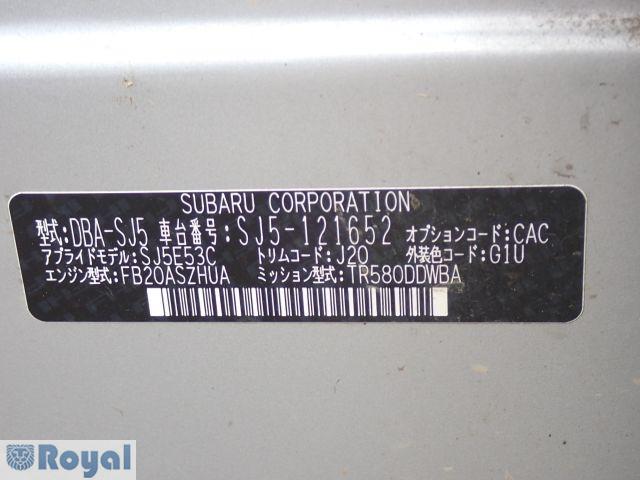 SUBARU CORPORATION
型式:DBA-SJ5 車台番号:SJ5-121652 オプションコード:CAC
アプライドモデル:SJ5E53C トリムコード:J20 外装色コード:G1U
エンジン型式:FB20ASZHUA ミッション型式:TR580DDWBA
Royal